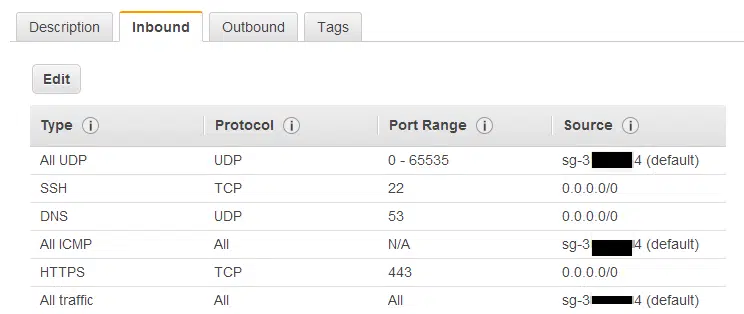 Description Inbound Outbound Tags
Edit
Type Protocol Port Range Source
All UDP UDP 0 - 65535 sg-3 4 (default)
SSH TCP 22 0.0.0.0/0
DNS UDP 53 0.0.0.0/0
All ICMP All N/A sg-3 4 (default)
HTTPS TCP 443 0.0.0.0/0
All traffic All All sg-3 4 (default)